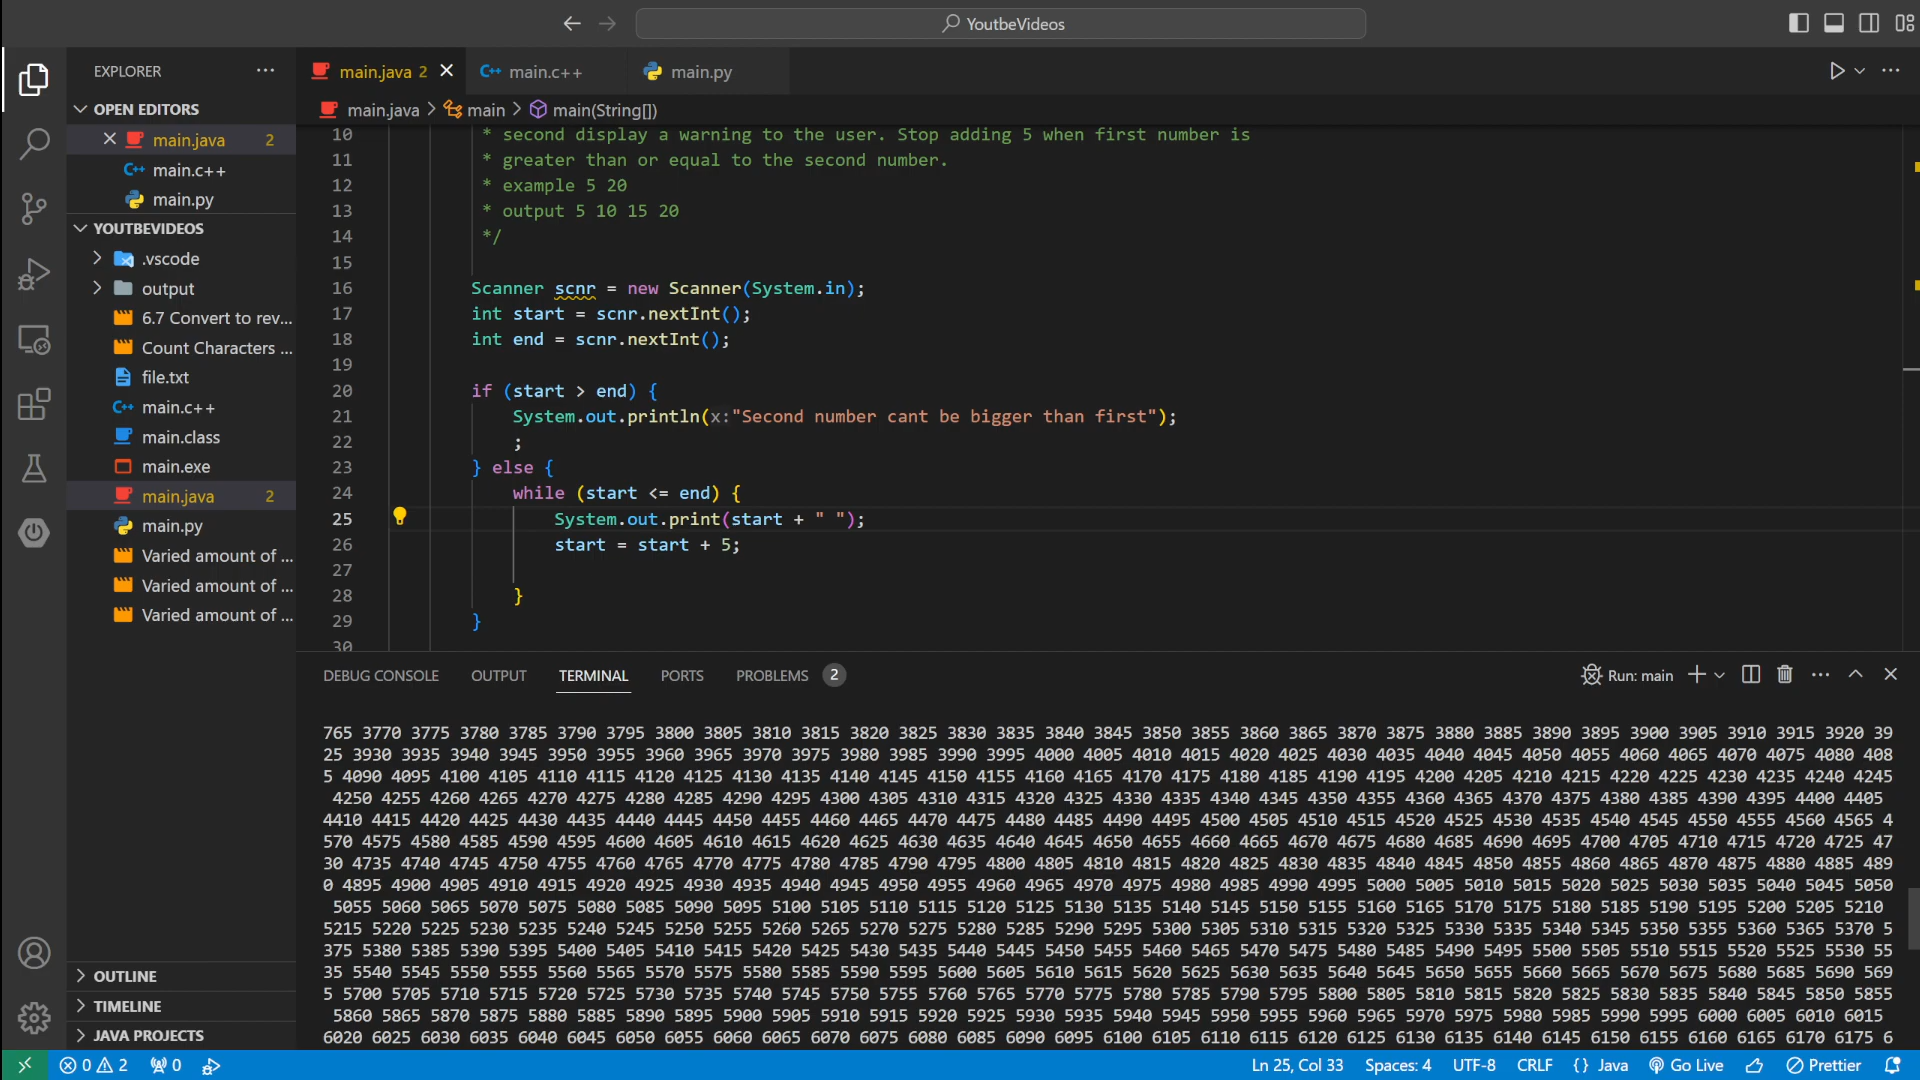 YoutbeVideos
EXPLORER
OPEN EDITORS
main.java 2
main.c++
main.py
YOUTBEVIDEOS
.vscode
output
6.7 Convert to rev...
Count Characters ...
file.txt
main.c++
main.class
main.exe
main.java 2
main.py
Varied amount of ...
Varied amount of ...
Varied amount of ...
OUTLINE
TIMELINE
JAVA PROJECTS
main.java 2
main.c++
main.py
main.java > main > main(String[])
10 * second display a warning to the user. Stop adding 5 when first number is
11 * greater than or equal to the second number.
12 * example 5 20
13 * output 5 10 15 20
14 */
15
16 Scanner scnr = new Scanner(System.in);
17 int start = scnr.nextInt();
18 int end = scnr.nextInt();
19
20 if (start > end) {
21 System.out.println(x:"Second number cant be bigger than first");
22 ;
23 } else {
24 while (start <= end) {
25 System.out.print(start + " ");
26 start = start + 5;
27
28 }
29 }
30
DEBUG CONSOLE OUTPUT TERMINAL PORTS PROBLEMS 2
Run: main
765 3770 3775 3780 3785 3790 3795 3800 3805 3810 3815 3820 3825 3830 3835 3840 3845 3850 3855 3860 3865 3870 3875 3880 3885 3890 3895 3900 3905 3910 3915 3920 39
25 3930 3935 3940 3945 3950 3955 3960 3965 3970 3975 3980 3985 3990 3995 4000 4005 4010 4015 4020 4025 4030 4035 4040 4045 4050 4055 4060 4065 4070 4075 4080 408
5 4090 4095 4100 4105 4110 4115 4120 4125 4130 4135 4140 4145 4150 4155 4160 4165 4170 4175 4180 4185 4190 4195 4200 4205 4210 4215 4220 4225 4230 4235 4240 4245
4250 4255 4260 4265 4270 4275 4280 4285 4290 4295 4300 4305 4310 4315 4320 4325 4330 4335 4340 4345 4350 4355 4360 4365 4370 4375 4380 4385 4390 4395 4400 4405
4410 4415 4420 4425 4430 4435 4440 4445 4450 4455 4460 4465 4470 4475 4480 4485 4490 4495 4500 4505 4510 4515 4520 4525 4530 4535 4540 4545 4550 4555 4560 4565 4
570 4575 4580 4585 4590 4595 4600 4605 4610 4615 4620 4625 4630 4635 4640 4645 4650 4655 4660 4665 4670 4675 4680 4685 4690 4695 4700 4705 4710 4715 4720 4725 47
30 4735 4740 4745 4750 4755 4760 4765 4770 4775 4780 4785 4790 4795 4800 4805 4810 4815 4820 4825 4830 4835 4840 4845 4850 4855 4860 4865 4870 4875 4880 4885 489
0 4895 4900 4905 4910 4915 4920 4925 4930 4935 4940 4945 4950 4955 4960 4965 4970 4975 4980 4985 4990 4995 5000 5005 5010 5015 5020 5025 5030 5035 5040 5045 5050
5055 5060 5065 5070 5075 5080 5085 5090 5095 5100 5105 5110 5115 5120 5125 5130 5135 5140 5145 5150 5155 5160 5165 5170 5175 5180 5185 5190 5195 5200 5205 5210
5215 5220 5225 5230 5235 5240 5245 5250 5255 5260 5265 5270 5275 5280 5285 5290 5295 5300 5305 5310 5315 5320 5325 5330 5335 5340 5345 5350 5355 5360 5365 5370 5
375 5380 5385 5390 5395 5400 5405 5410 5415 5420 5425 5430 5435 5440 5445 5450 5455 5460 5465 5470 5475 5480 5485 5490 5495 5500 5505 5510 5515 5520 5525 5530 55
35 5540 5545 5550 5555 5560 5565 5570 5575 5580 5585 5590 5595 5600 5605 5610 5615 5620 5625 5630 5635 5640 5645 5650 5655 5660 5665 5670 5675 5680 5685 5690 569
5 5700 5705 5710 5715 5720 5725 5730 5735 5740 5745 5750 5755 5760 5765 5770 5775 5780 5785 5790 5795 5800 5805 5810 5815 5820 5825 5830 5835 5840 5845 5850 5855
5860 5865 5870 5875 5880 5885 5890 5895 5900 5905 5910 5915 5920 5925 5930 5935 5940 5945 5950 5955 5960 5965 5970 5975 5980 5985 5990 5995 6000 6005 6010 6015
6020 6025 6030 6035 6040 6045 6050 6055 6060 6065 6070 6075 6080 6085 6090 6095 6100 6105 6110 6115 6120 6125 6130 6135 6140 6145 6150 6155 6160 6165 6170 6175 6
0 2 0 Ln 25, Col 33 Spaces: 4 UTF-8 CRLF {} Java Go Live Prettier